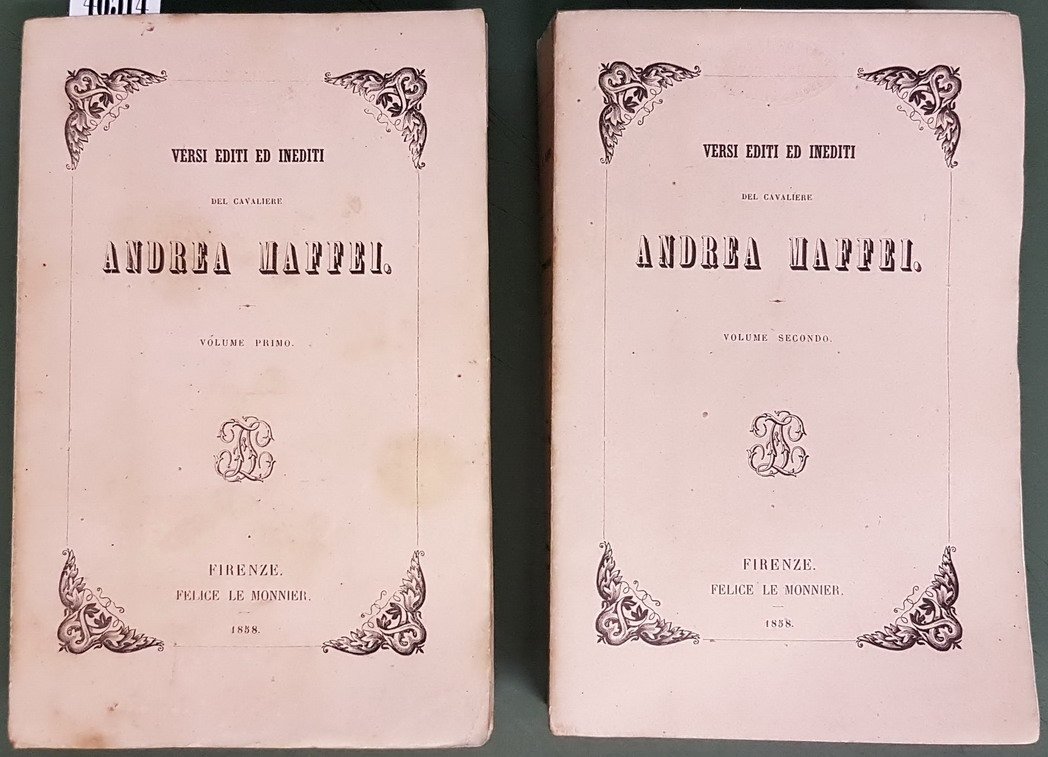 VERSI EDITI ED INEDITI
DEL CAVALIERE
ANDREA MAFFEI.
VOLUME PRIMO.
FIRENZE.
FELICE LE MONNIER.
1858.
VERSI EDITI ED INEDITI
DEL CAVALIERE
ANDREA MAFFEI.
VOLUME SECONDO.
FIRENZE.
FELICE LE MONNIER.
1858.